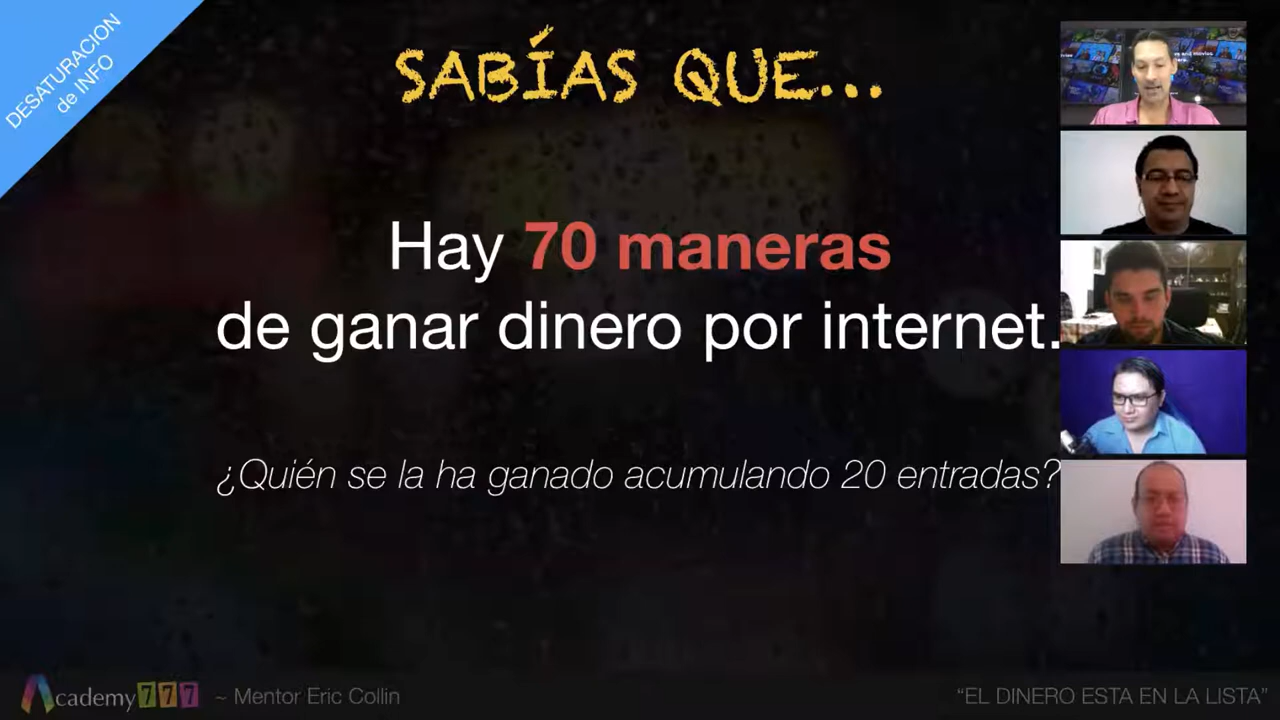 DESATURACION
de INFO
SABÍAS QUE...
Hay 70 maneras
de ganar dinero por internet.
¿Quién se la ha ganado acumulando 20 entradas?
Academy777 ~ Mentor Eric Collin
“EL DINERO ESTA EN LA LISTA”